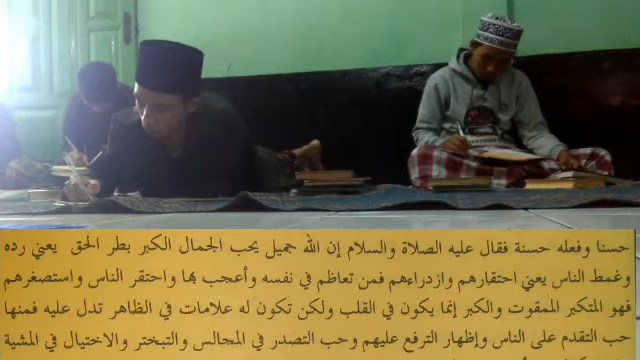 حسنا وفعله حسنة فقال عليه الصلاة والسلام إن الله جميل يحب الجمال الكبر بطر الحق يعني رده
وغمط الناس يعني احتقارهم وازدراءهم فمن تعاظم في نفسه وأعجب بها واحتقر الناس واستصغرهم
فهو المتكبر الممقوت والكبر إنما يكون في القلب ولكن تكون له علامات في الظاهر تدل عليه فمنها
حب التقدم على الناس وإظهار الترفع عليهم وحب التصدر في المجالس والتبختر والاختيال في المشية